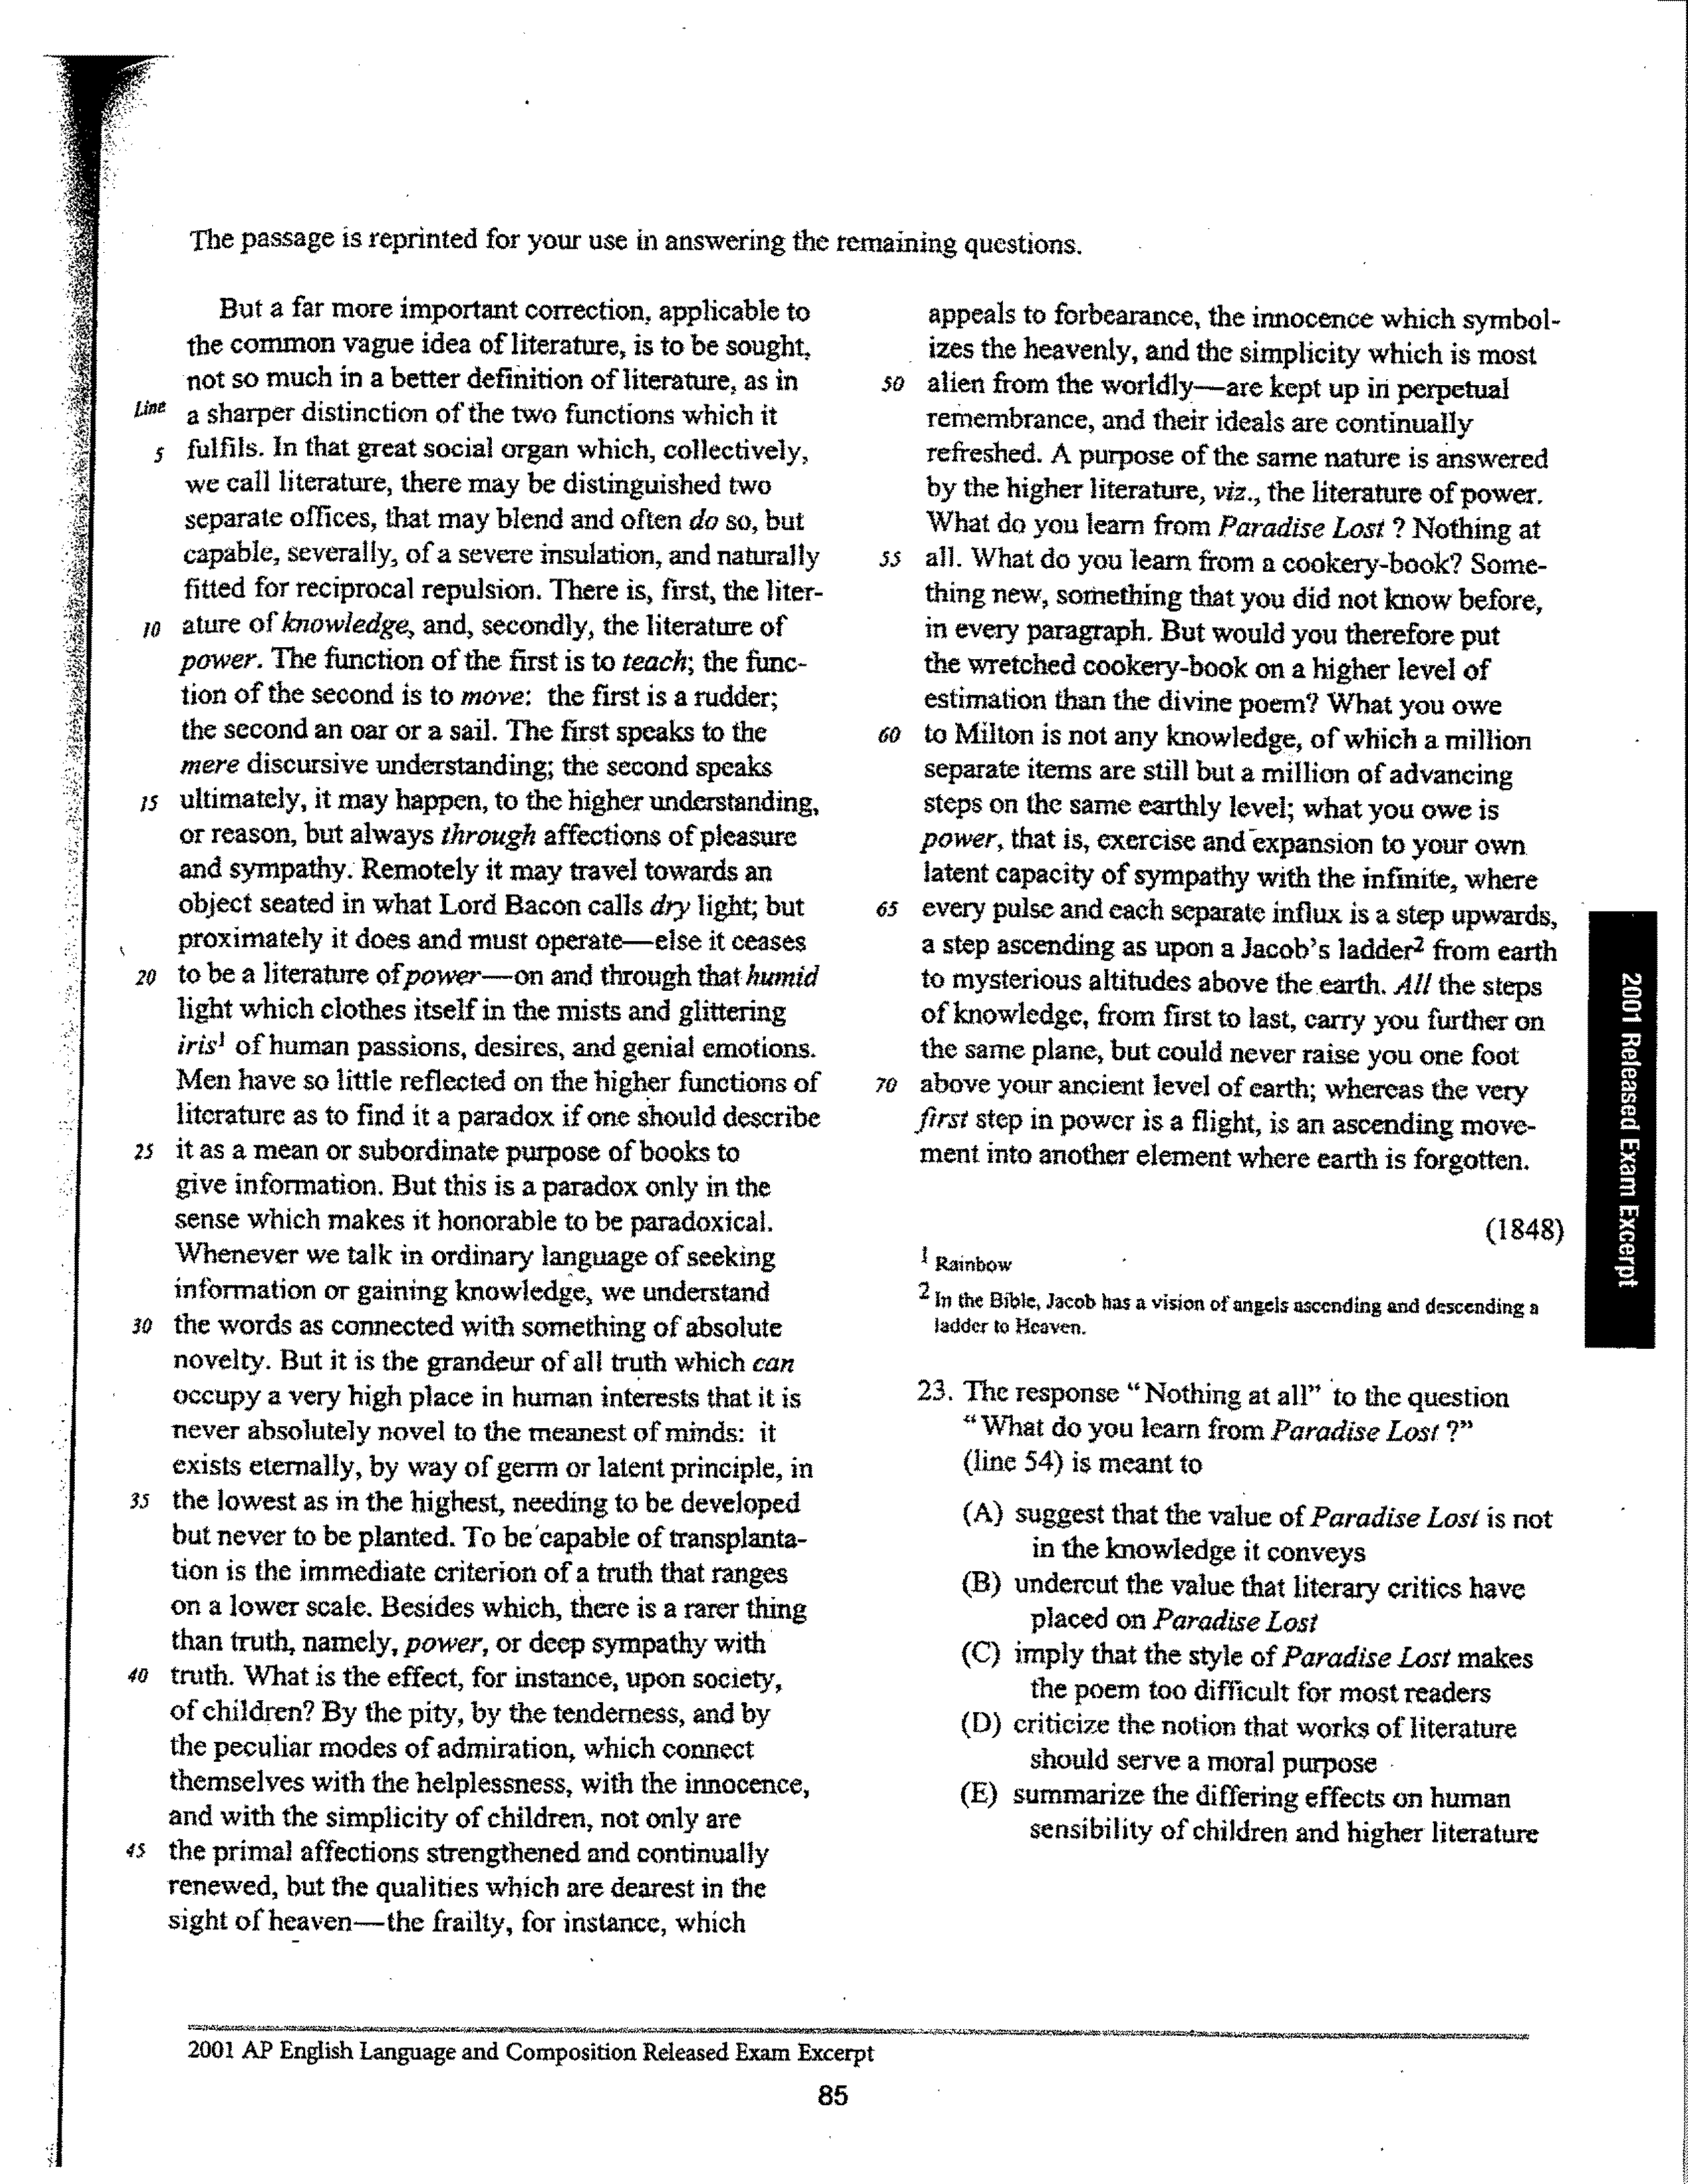 The passage is reprinted for your use in answering the remaining questions.
But a far more important correction, applicable to
the common vague idea of literature, is to be sought,
not so much in a better definition of literature, as in
Line a sharper distinction of the two functions which it
5 fulfils. In that great social organ which, collectively,
we call literature, there may be distinguished two
separate offices, that may blend and often do so, but
capable, severally, of a severe insulation, and naturally
fitted for reciprocal repulsion. There is, first, the liter-
10 ature of knowledge, and, secondly, the literature of
power. The function of the first is to teach; the func-
tion of the second is to move: the first is a rudder;
the second an oar or a sail. The first speaks to the
mere discursive understanding; the second speaks
15 ultimately, it may happen, to the higher understanding,
or reason, but always through affections of pleasure
and sympathy. Remotely it may travel towards an
object seated in what Lord Bacon calls dry light; but
proximately it does and must operate—else it ceases
20 to be a literature of power—on and through that humid
light which clothes itself in the mists and glittering
iris¹ of human passions, desires, and genial emotions.
Men have so little reflected on the higher functions of
literature as to find it a paradox if one should describe
25 it as a mean or subordinate purpose of books to
give information. But this is a paradox only in the
sense which makes it honorable to be paradoxical.
Whenever we talk in ordinary language of seeking
information or gaining knowledge, we understand
30 the words as connected with something of absolute
novelty. But it is the grandeur of all truth which can
occupy a very high place in human interests that it is
never absolutely novel to the meanest of minds: it
exists eternally, by way of germ or latent principle, in
35 the lowest as in the highest, needing to be developed
but never to be planted. To be capable of transplanta-
tion is the immediate criterion of a truth that ranges
on a lower scale. Besides which, there is a rarer thing
than truth, namely, power, or deep sympathy with
40 truth. What is the effect, for instance, upon society,
of children? By the pity, by the tenderness, and by
the peculiar modes of admiration, which connect
themselves with the helplessness, with the innocence,
and with the simplicity of children, not only are
45 the primal affections strengthened and continually
renewed, but the qualities which are dearest in the
sight of heaven—the frailty, for instance, which
appeals to forbearance, the innocence which symbol-
izes the heavenly, and the simplicity which is most
50 alien from the worldly—are kept up in perpetual
remembrance, and their ideals are continually
refreshed. A purpose of the same nature is answered
by the higher literature, viz., the literature of power.
What do you learn from Paradise Lost ? Nothing at
55 all. What do you learn from a cookery-book? Some-
thing new, something that you did not know before,
in every paragraph. But would you therefore put
the wretched cookery-book on a higher level of
estimation than the divine poem? What you owe
60 to Milton is not any knowledge, of which a million
separate items are still but a million of advancing
steps on the same earthly level; what you owe is
power, that is, exercise and expansion to your own
latent capacity of sympathy with the infinite, where
65 every pulse and each separate influx is a step upwards,
a step ascending as upon a Jacob's ladder² from earth
to mysterious altitudes above the earth. All the steps
of knowledge, from first to last, carry you further on
the same plane, but could never raise you one foot
70 above your ancient level of earth; whereas the very
first step in power is a flight, is an ascending move-
ment into another element where earth is forgotten.
(1848)
¹ Rainbow
² In the Bible, Jacob has a vision of angels ascending and descending a
ladder to Heaven.
23. The response "Nothing at all" to the question
"What do you learn from Paradise Lost ?"
(line 54) is meant to
(A) suggest that the value of Paradise Lost is not
in the knowledge it conveys
(B) undercut the value that literary critics have
placed on Paradise Lost
(C) imply that the style of Paradise Lost makes
the poem too difficult for most readers
(D) criticize the notion that works of literature
should serve a moral purpose
(E) summarize the differing effects on human
sensibility of children and higher literature
2001 Released Exam Excerpt
2001 AP English Language and Composition Released Exam Excerpt
85